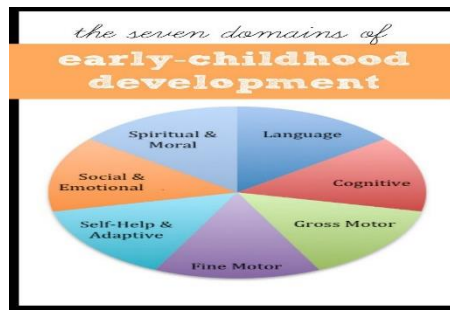 the seven domains of
early-childhood
development
Spiritual &
Moral
Language
Social &
Emotional
Cognitive
Self-Help &
Adaptive
Gross Motor
Fine Motor